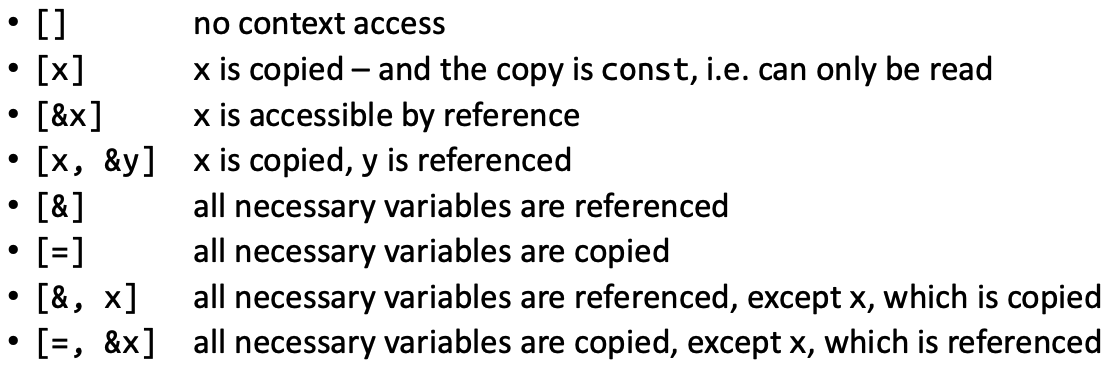 • [] no context access
• [x] x is copied – and the copy is const, i.e. can only be read
• [&x] x is accessible by reference
• [x, &y] x is copied, y is referenced
• [&] all necessary variables are referenced
• [=] all necessary variables are copied
• [&, x] all necessary variables are referenced, except x, which is copied
• [=, &x] all necessary variables are copied, except x, which is referenced